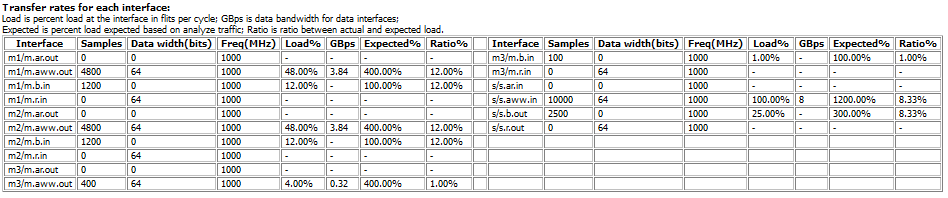 Transfer rates for each interface:
Load is percent load at the interface in flits per cycle; GBps is data bandwidth for data interfaces;
Expected is percent load expected based on analyze traffic; Ratio is ratio between actual and expected load.
Interface Samples Data width(bits) Freq(MHz) Load% GBps Expected% Ratio% Interface Samples Data width(bits) Freq(MHz) Load% GBps Expected% Ratio%
m1/m.ar.out 0 0 1000 - - - - m3/m.b.in 100 0 1000 1.00% - 100.00% 1.00%
m1/m.aww.out 4800 64 1000 48.00% 3.84 400.00% 12.00% m3/m.r.in 0 64 1000 - - - -
m1/m.b.in 1200 0 1000 12.00% - 100.00% 12.00% s/s.ar.in 0 0 1000 - - - -
m1/m.r.in 0 64 1000 - - - - s/s.aww.in 10000 64 1000 100.00% 8 1200.00% 8.33%
m2/m.ar.out 0 0 1000 - - - - s/s.b.out 2500 0 1000 25.00% - 300.00% 8.33%
m2/m.aww.out 4800 64 1000 48.00% 3.84 400.00% 12.00% s/s.r.out 0 64 1000 - - - -
m2/m.b.in 1200 0 1000 12.00% - 100.00% 12.00%
m2/m.r.in 0 64 1000 - - - -
m3/m.ar.out 0 0 1000 - - - -
m3/m.aww.out 400 64 1000 4.00% 0.32 400.00% 1.00%